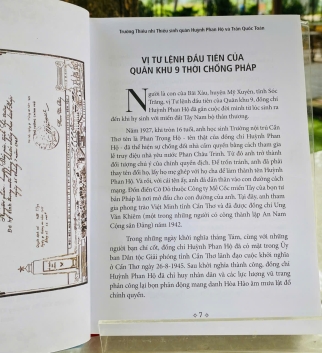 Trường Thiếu nhi Thiếu sinh quân Huỳnh Phan Hộ và Trần Quốc Toản
VỊ TƯ LỆNH ĐẦU TIÊN CỦA
QUÂN KHU 9 THỜI CHỐNG PHÁP
Người là con của Bãi Xàu, huyện Mỹ Xuyên, tỉnh Sóc
Trăng, vị Tư lệnh đầu tiên của Quân khu 9, đồng chí
Huỳnh Phan Hộ đã gắn cuộc đời mình từ lúc sinh ra
đến khi hy sinh với miền đất Tây Nam bộ thân thương.
Năm 1927, khi tròn 16 tuổi, anh học sinh Trường nội trú Cần
Thơ tên là Phan Trọng Hộ - tên thật của đồng chí Huỳnh Phan
Hộ - đã thể hiện sự chống đối nhà cầm quyền bằng cách tham gia
lễ truy điệu nhà yêu nước Phan Châu Trinh. Từ đó anh trở thành
đối tượng chú ý của chính quyền địch. Để trốn tránh, anh đã phải
thay tên đổi họ, lấy họ mẹ ghép với họ cha để làm thành tên Huỳnh
Phan Hộ. Và rồi, với cái tên ấy, anh đã dấn thân vào con đường cách
mạng. Đồn điền Cờ Đỏ thuộc Công ty Mễ Cốc miền Tây của bọn tư
bản Pháp là nơi mở đầu cho con đường của anh. Tại đây, anh tham
gia phong trào Việt Minh tỉnh Cần Thơ và đã được đồng chí Ung
Văn Khiêm (một trong những người có công thành lập An Nam
Cộng sản Đảng) năm 1942.
Trong những ngày khởi nghĩa tháng Tám, cùng với những
người bạn chí cốt, đồng chí Huỳnh Phan Hộ đã có mặt trong Ủy
ban Dân tộc Giải phóng tỉnh Cần Thơ lãnh đạo cuộc khởi nghĩa
ở Cần Thơ ngày 26-8-1945. Sau khởi nghĩa thành công, đồng chí
Huỳnh Phan Hộ đã chỉ huy nhân dân và các lực lượng vũ trang
phản công lại bọn phản động mang danh Hòa Hảo âm mưu lật đổ
chính quyền.
7